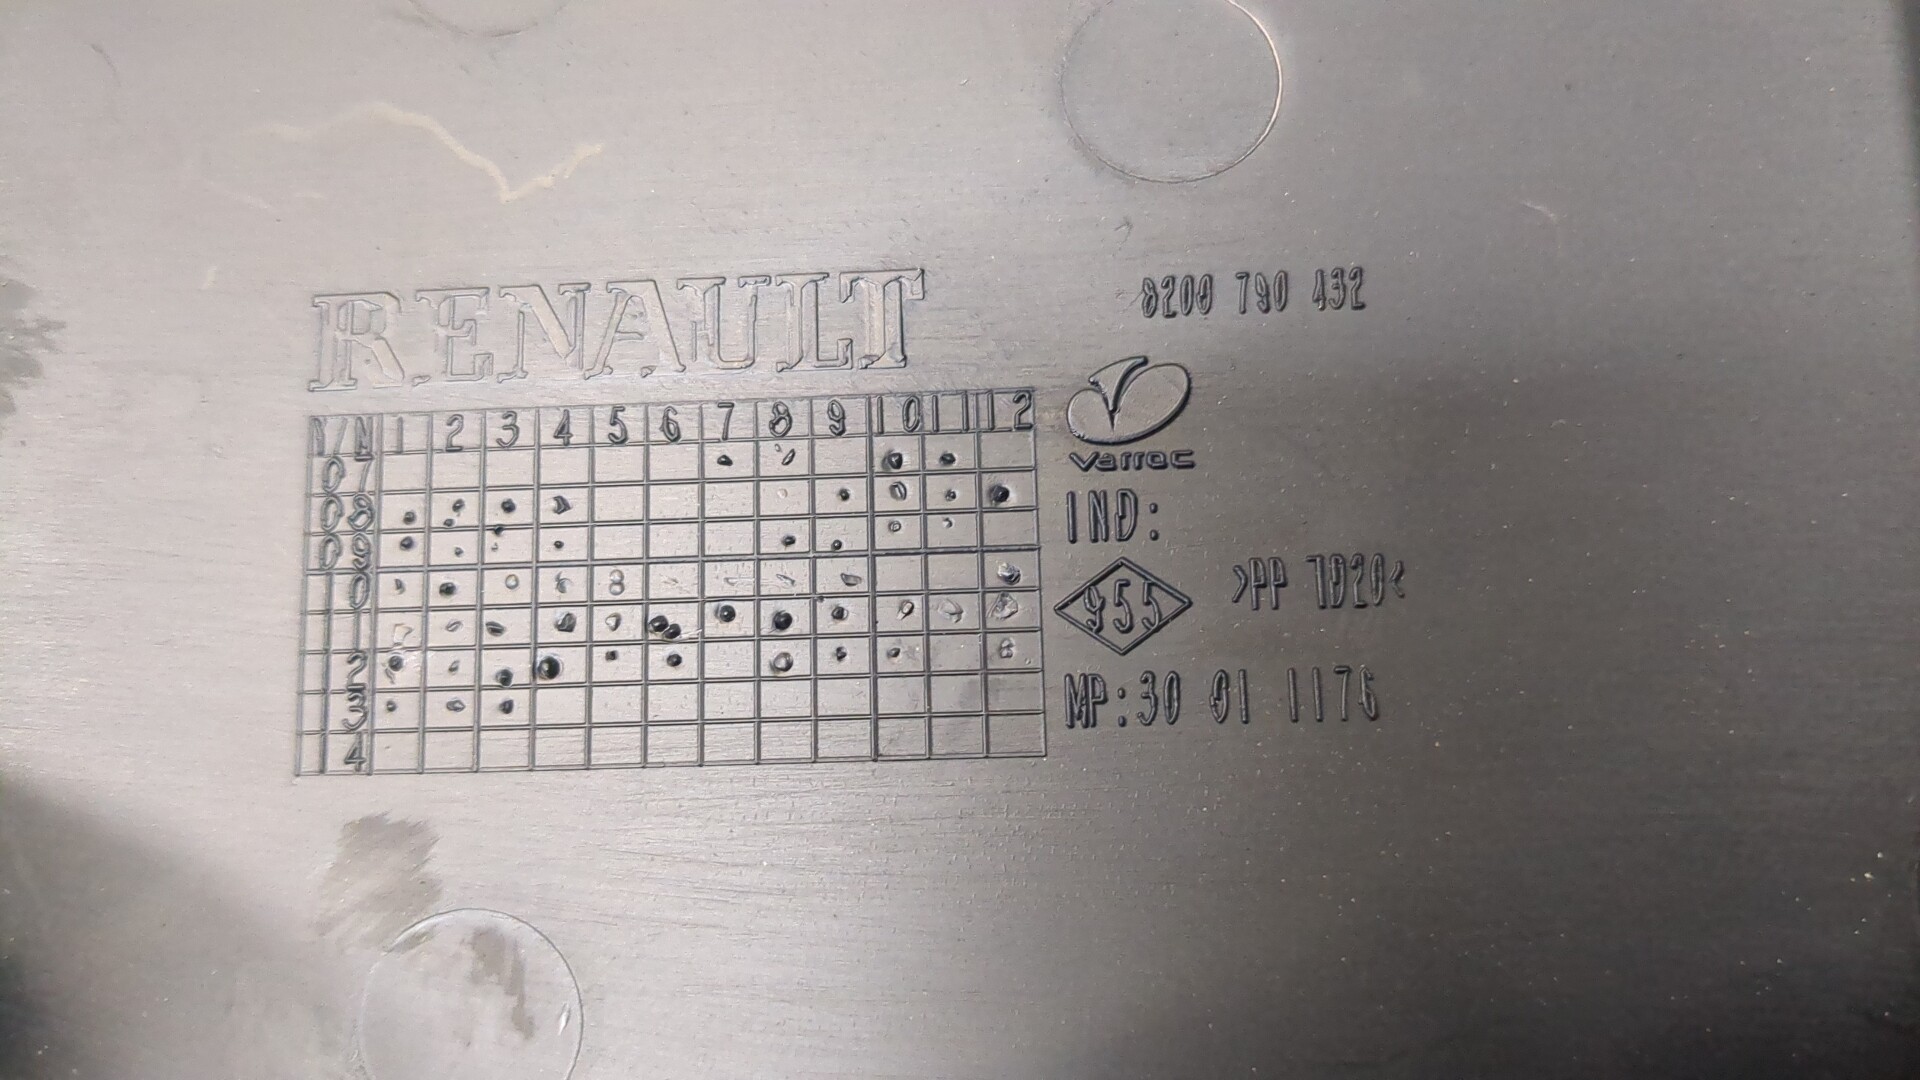 RENAULT
8200 790 432
Y/M 1 2 3 4 5 6 7 8 9 10 11 12
07
08
09
10
11
12
13
14
Varroc
IND:
955
>PP TD20<
MP:30 01 1176